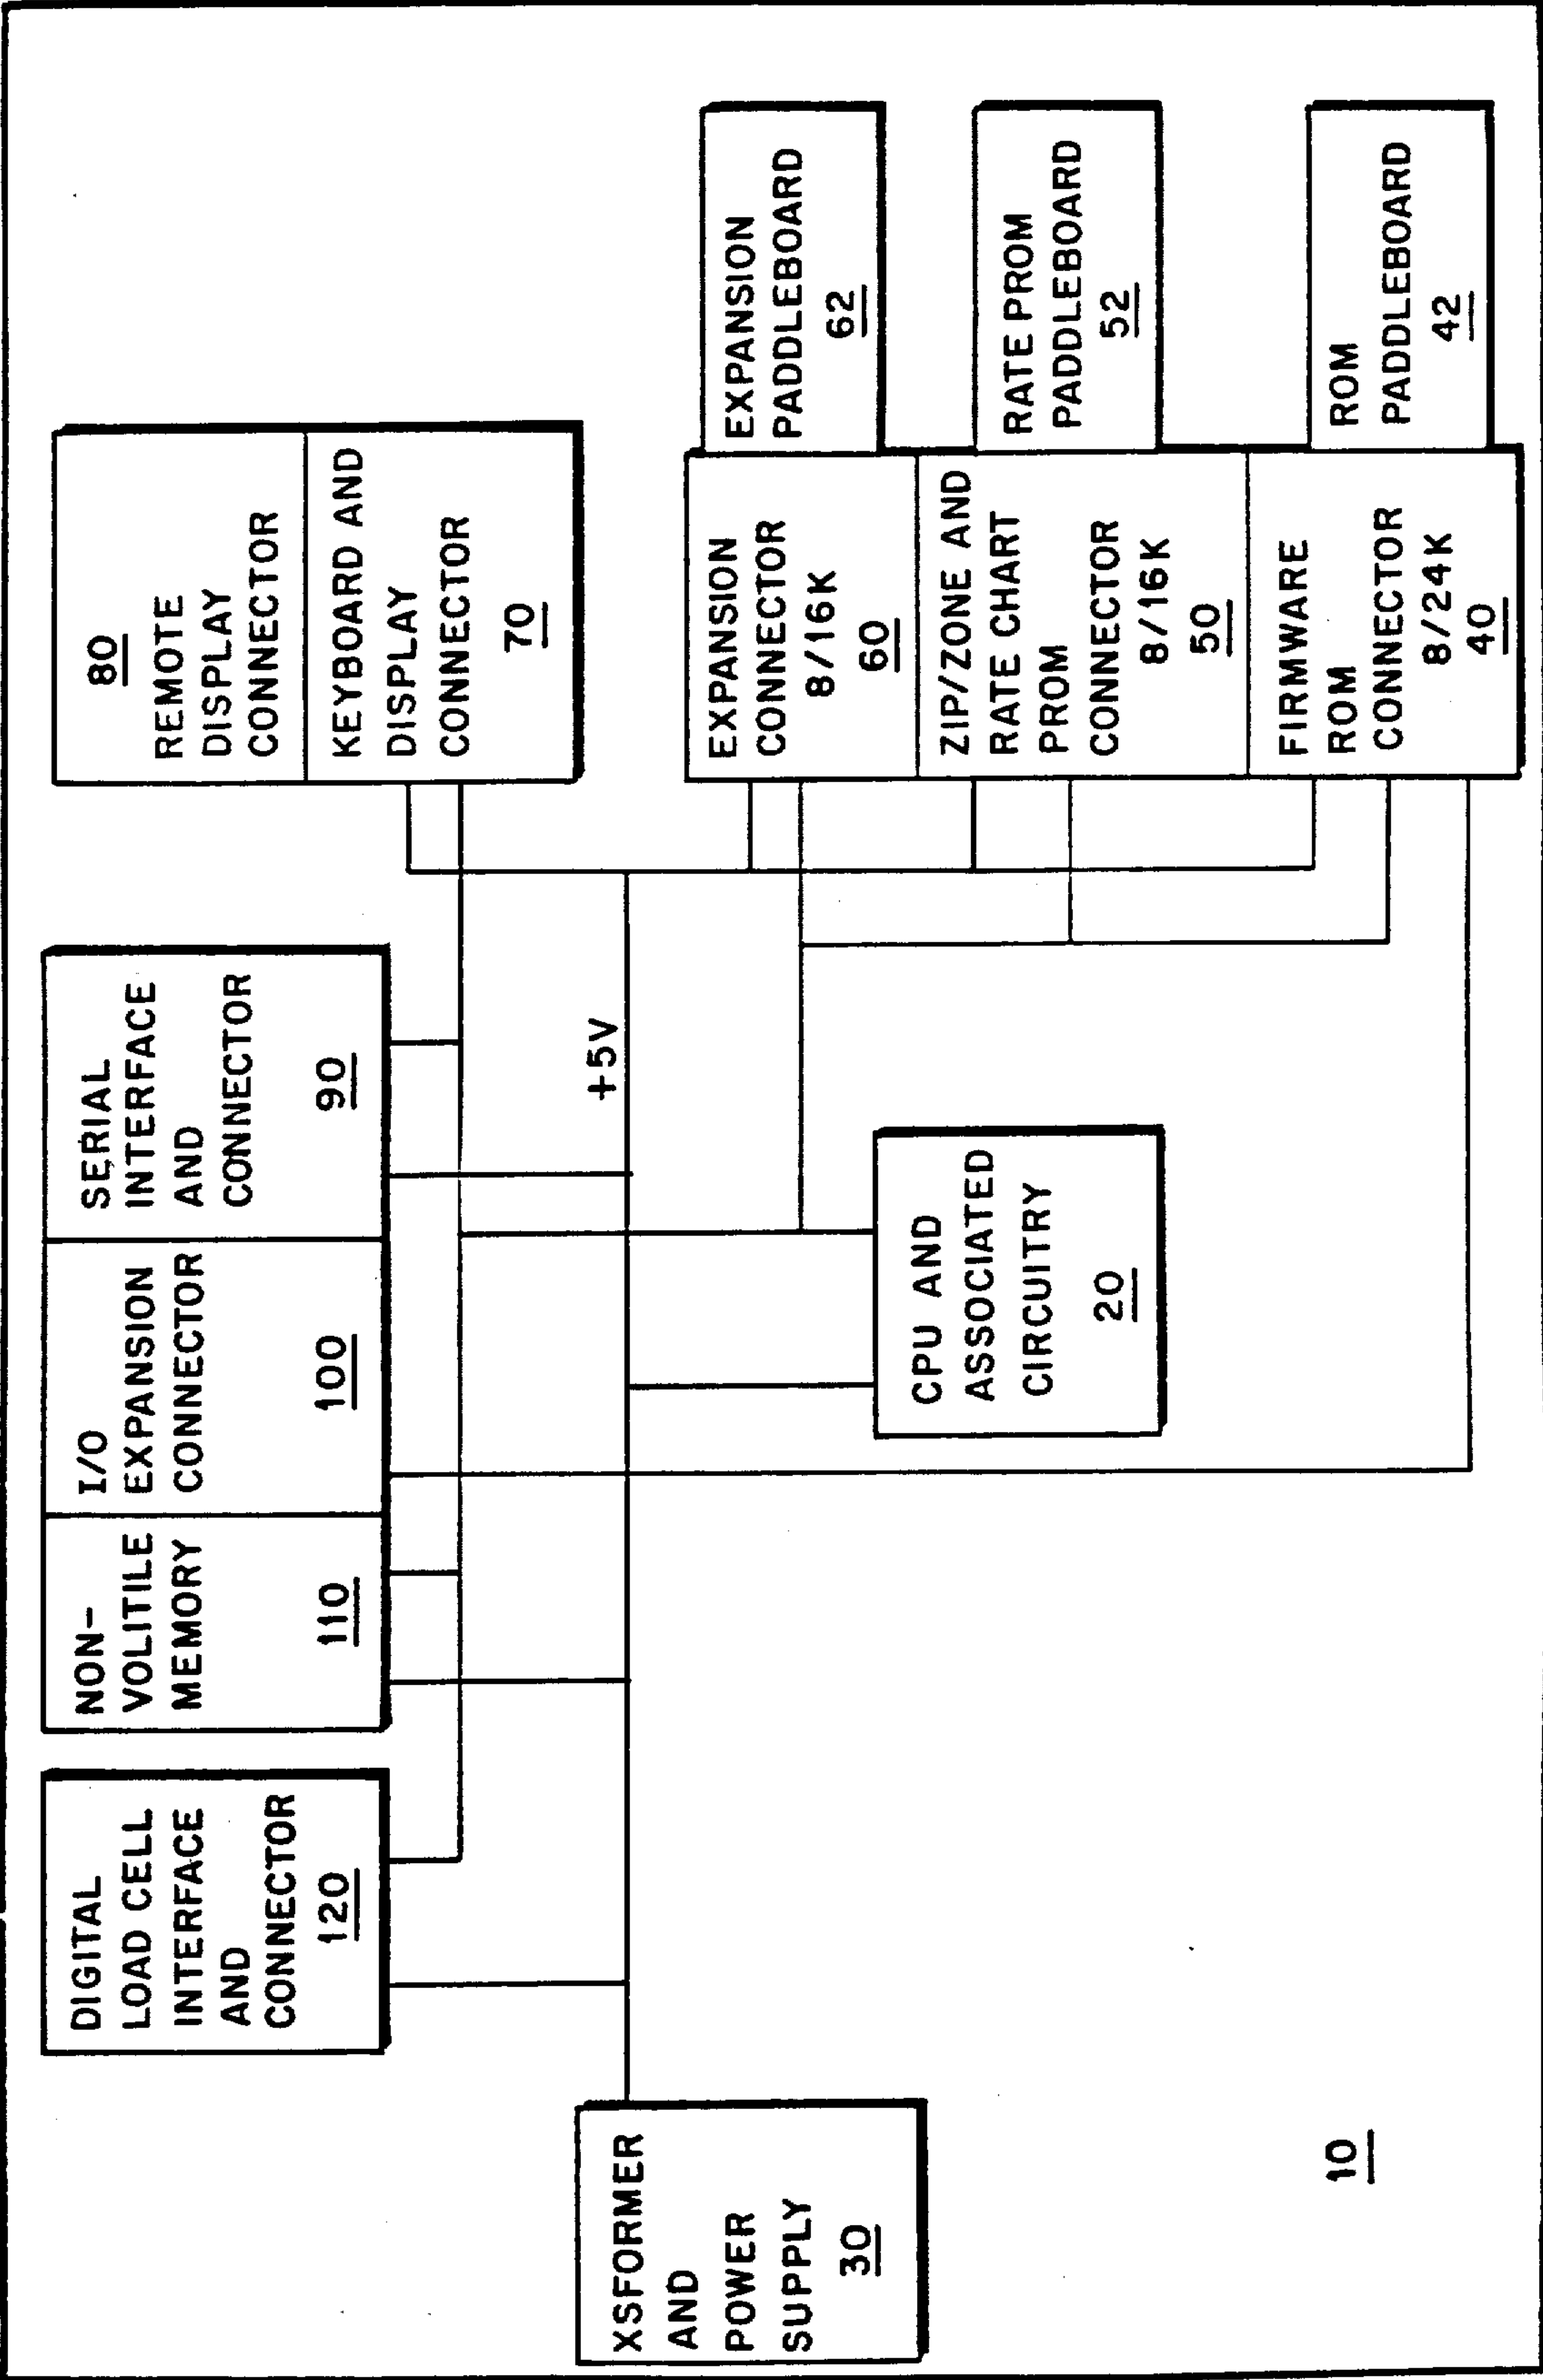 DIGITAL
LOAD CELL
INTERFACE
AND
CONNECTOR
120
NON-
VOLITILE
MEMORY
110
I/O
EXPANSION
CONNECTOR
100
SERIAL
INTERFACE
AND
CONNECTOR
90
80
REMOTE
DISPLAY
CONNECTOR
KEYBOARD AND
DISPLAY
CONNECTOR
70
XSFORMER
AND
POWER
SUPPLY
30
+5V
CPU AND
ASSOCIATED
CIRCUITRY
20
EXPANSION
CONNECTOR
8/16K
60
EXPANSION
PADDLEBOARD
62
ZIP/ZONE AND
RATE CHART
PROM
CONNECTOR
8/16K
50
RATE PROM
PADDLEBOARD
52
FIRMWARE
ROM
CONNECTOR
8/24K
40
ROM
PADDLEBOARD
42
10